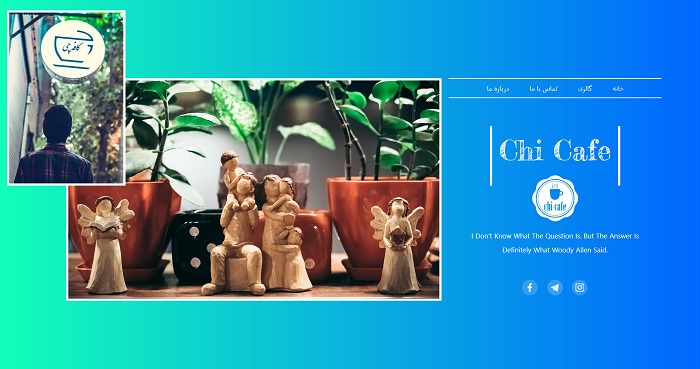 کافه چی
خانه
گالری
تماس با ما
درباره ما
Chi Cafe
chi cafe
I Don't Know What The Question Is. But The Answer Is
Definitely What Woody Allen Said.